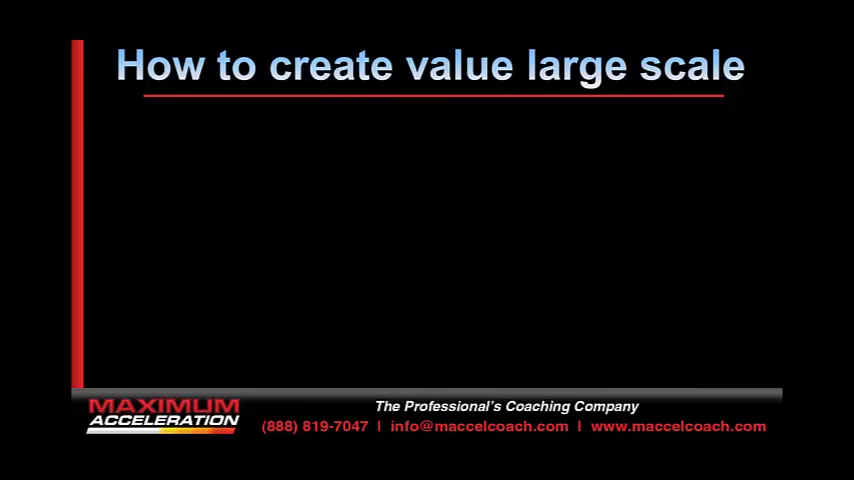 How to create value large scale
MAXIMUM
ACCELERATION
The Professional's Coaching Company
(888) 819-7047 | info@maccelcoach.com | www.maccelcoach.com